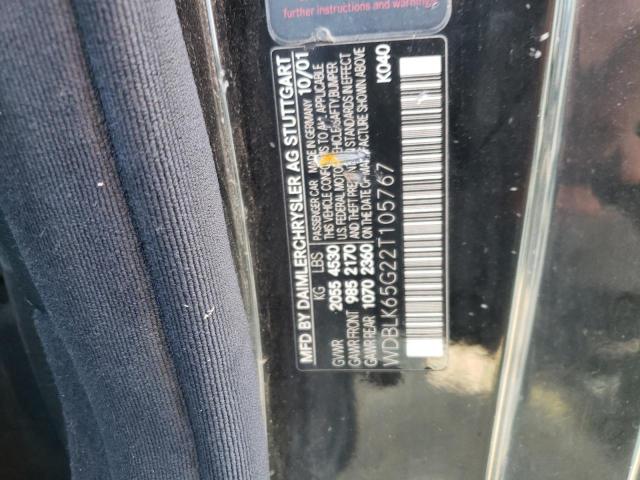 further instructions and warnings
MFD BY DAIMLERCHRYSLER AG STUTTGART
KG LBS PASSENGER CAR MADE IN GERMANY 10/01
GVWR 2055 4530 THIS VEHICLE CONFORMS TO ALL APPLICABLE
GAWR FRONT 985 2170 U.S. FEDERAL MOTOR VEHICLE SAFTY, BUMPER
GAWR REAR 1070 2360 AND THEFT PREVENTION STANDARDS IN EFFECT
ON THE DATE OF MANUFACTURE SHOWN ABOVE
WDBLK65G22T105767 K040